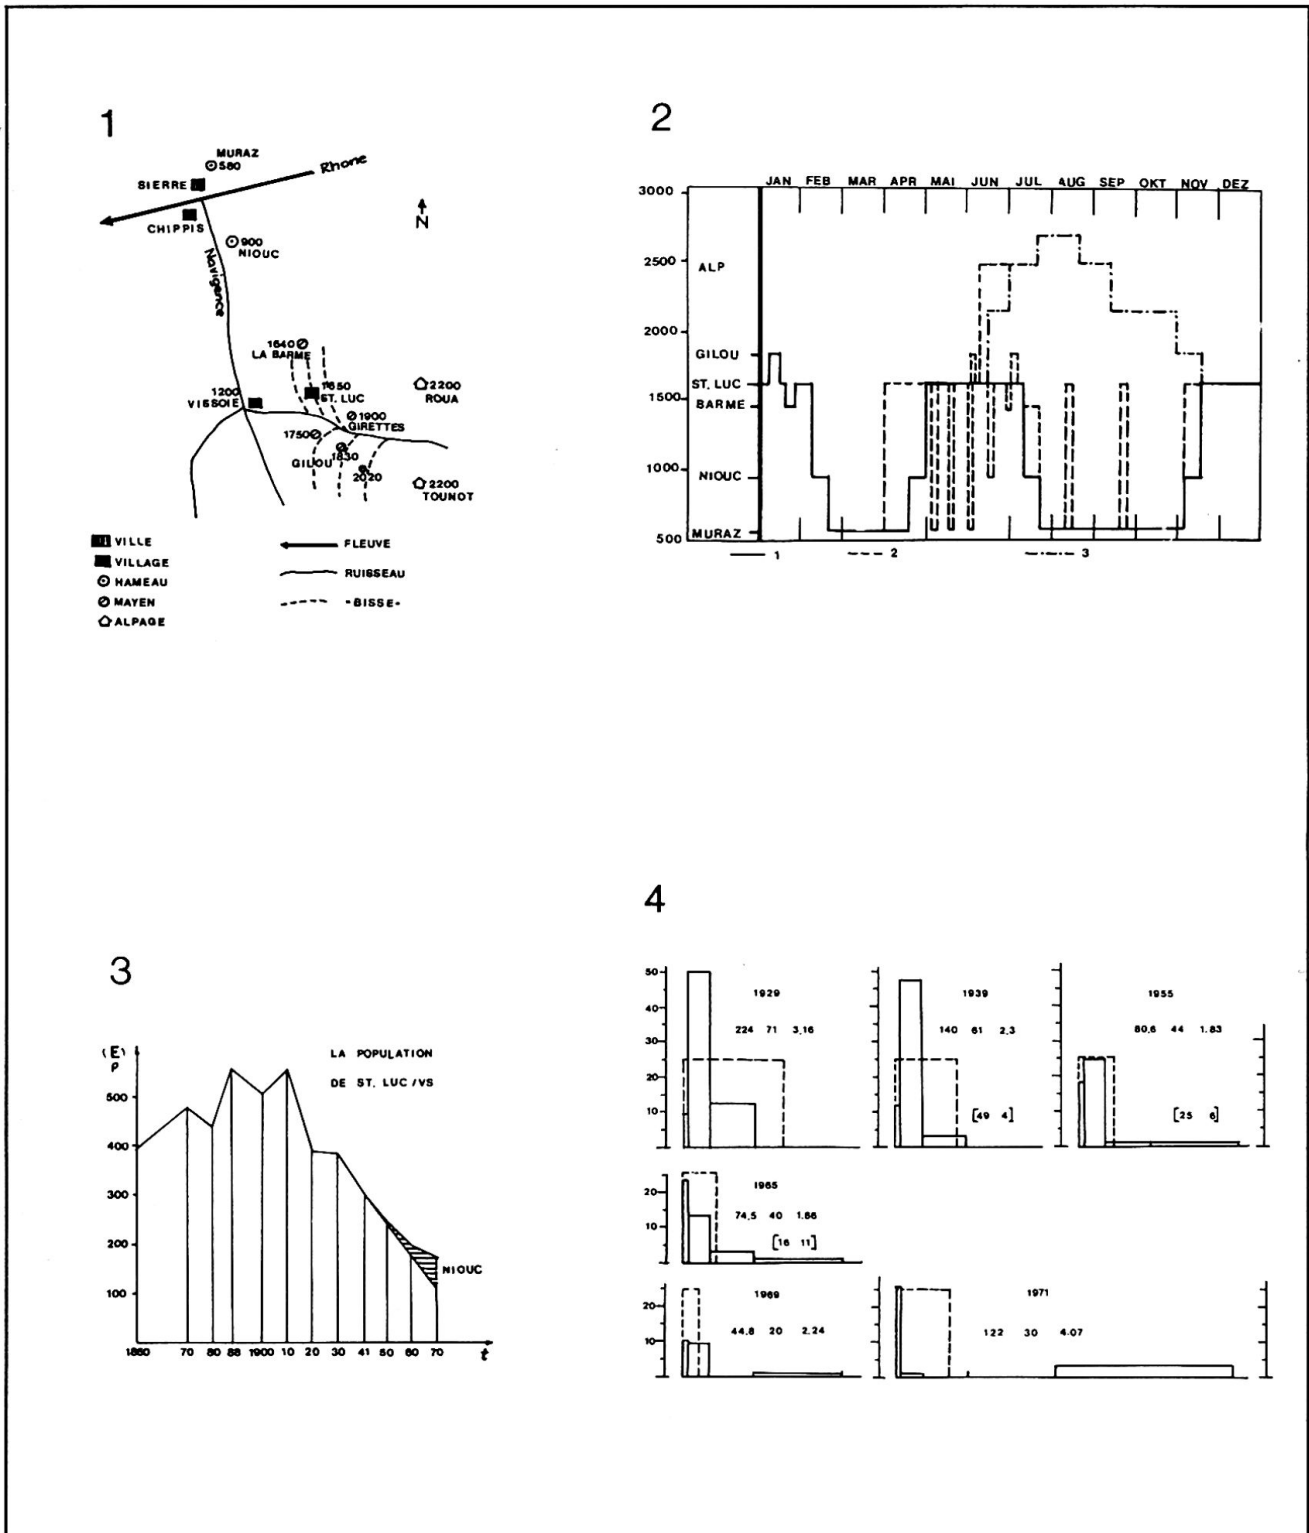 1
MURAZ
580
Rhone
SIERRE
CHIPPIS
N
900
NIOUC
Navigence
1640
LA BARME
1200
VISSOIE
1650
ST. LUC
2200
ROUA
1900
GIRETTES
1750
GILOU
1830
2020
2200
TOUNOT
VILLE
VILLAGE
HAMEAU
MAYEN
ALPAGE
FLEUVE
RUISSEAU
-BISSE-
2
JAN FEB MAR APR MAI JUN JUL AUG SEP OKT NOV DEZ
3000
2500
ALP
2000
GILOU
ST. LUC
1500
BARME
1000
NIOUC
MURAZ
500
1 2 3
3
(E)
P
LA POPULATION
DE ST. LUC /VS
500
400
300
200
100
NIOUC
1860 70 80 88 1900 10 20 30 41 50 60 70 t
4
50
40
30
20
10
1929
224 71 3,16
1939
140 61 2,3
[49 4]
1955
80,6 44 1.83
[25 6]
20
10
1965
74,5 40 1.86
[16 11]
20
10
1969
44,8 20 2,24
1971
122 30 4.07